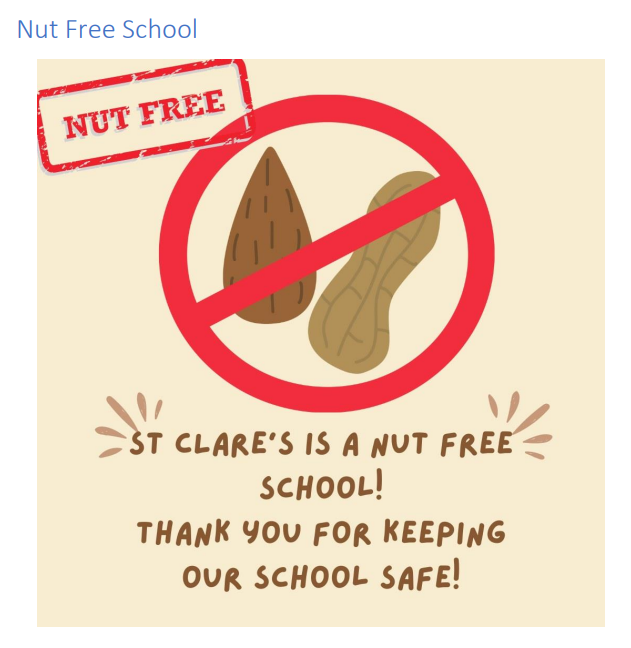 Nut Free School
NUT FREE
ST CLARE'S IS A NUT FREE
SCHOOL!
THANK YOU FOR KEEPING
OUR SCHOOL SAFE!